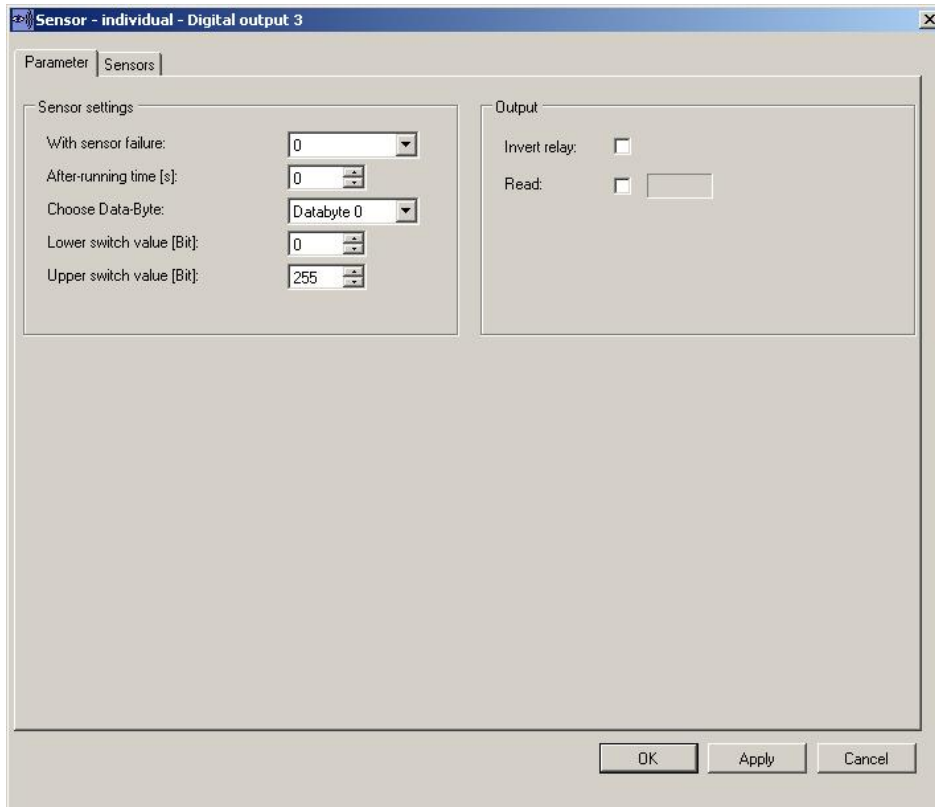 Sensor - individual - Digital output 3
Parameter
Sensors
Sensor settings
With sensor failure: 0
After-running time [s]: 0
Choose Data-Byte: Databyte 0
Lower switch value [Bit]: 0
Upper switch value [Bit]: 255
Output
Invert relay:
Read:
OK
Apply
Cancel